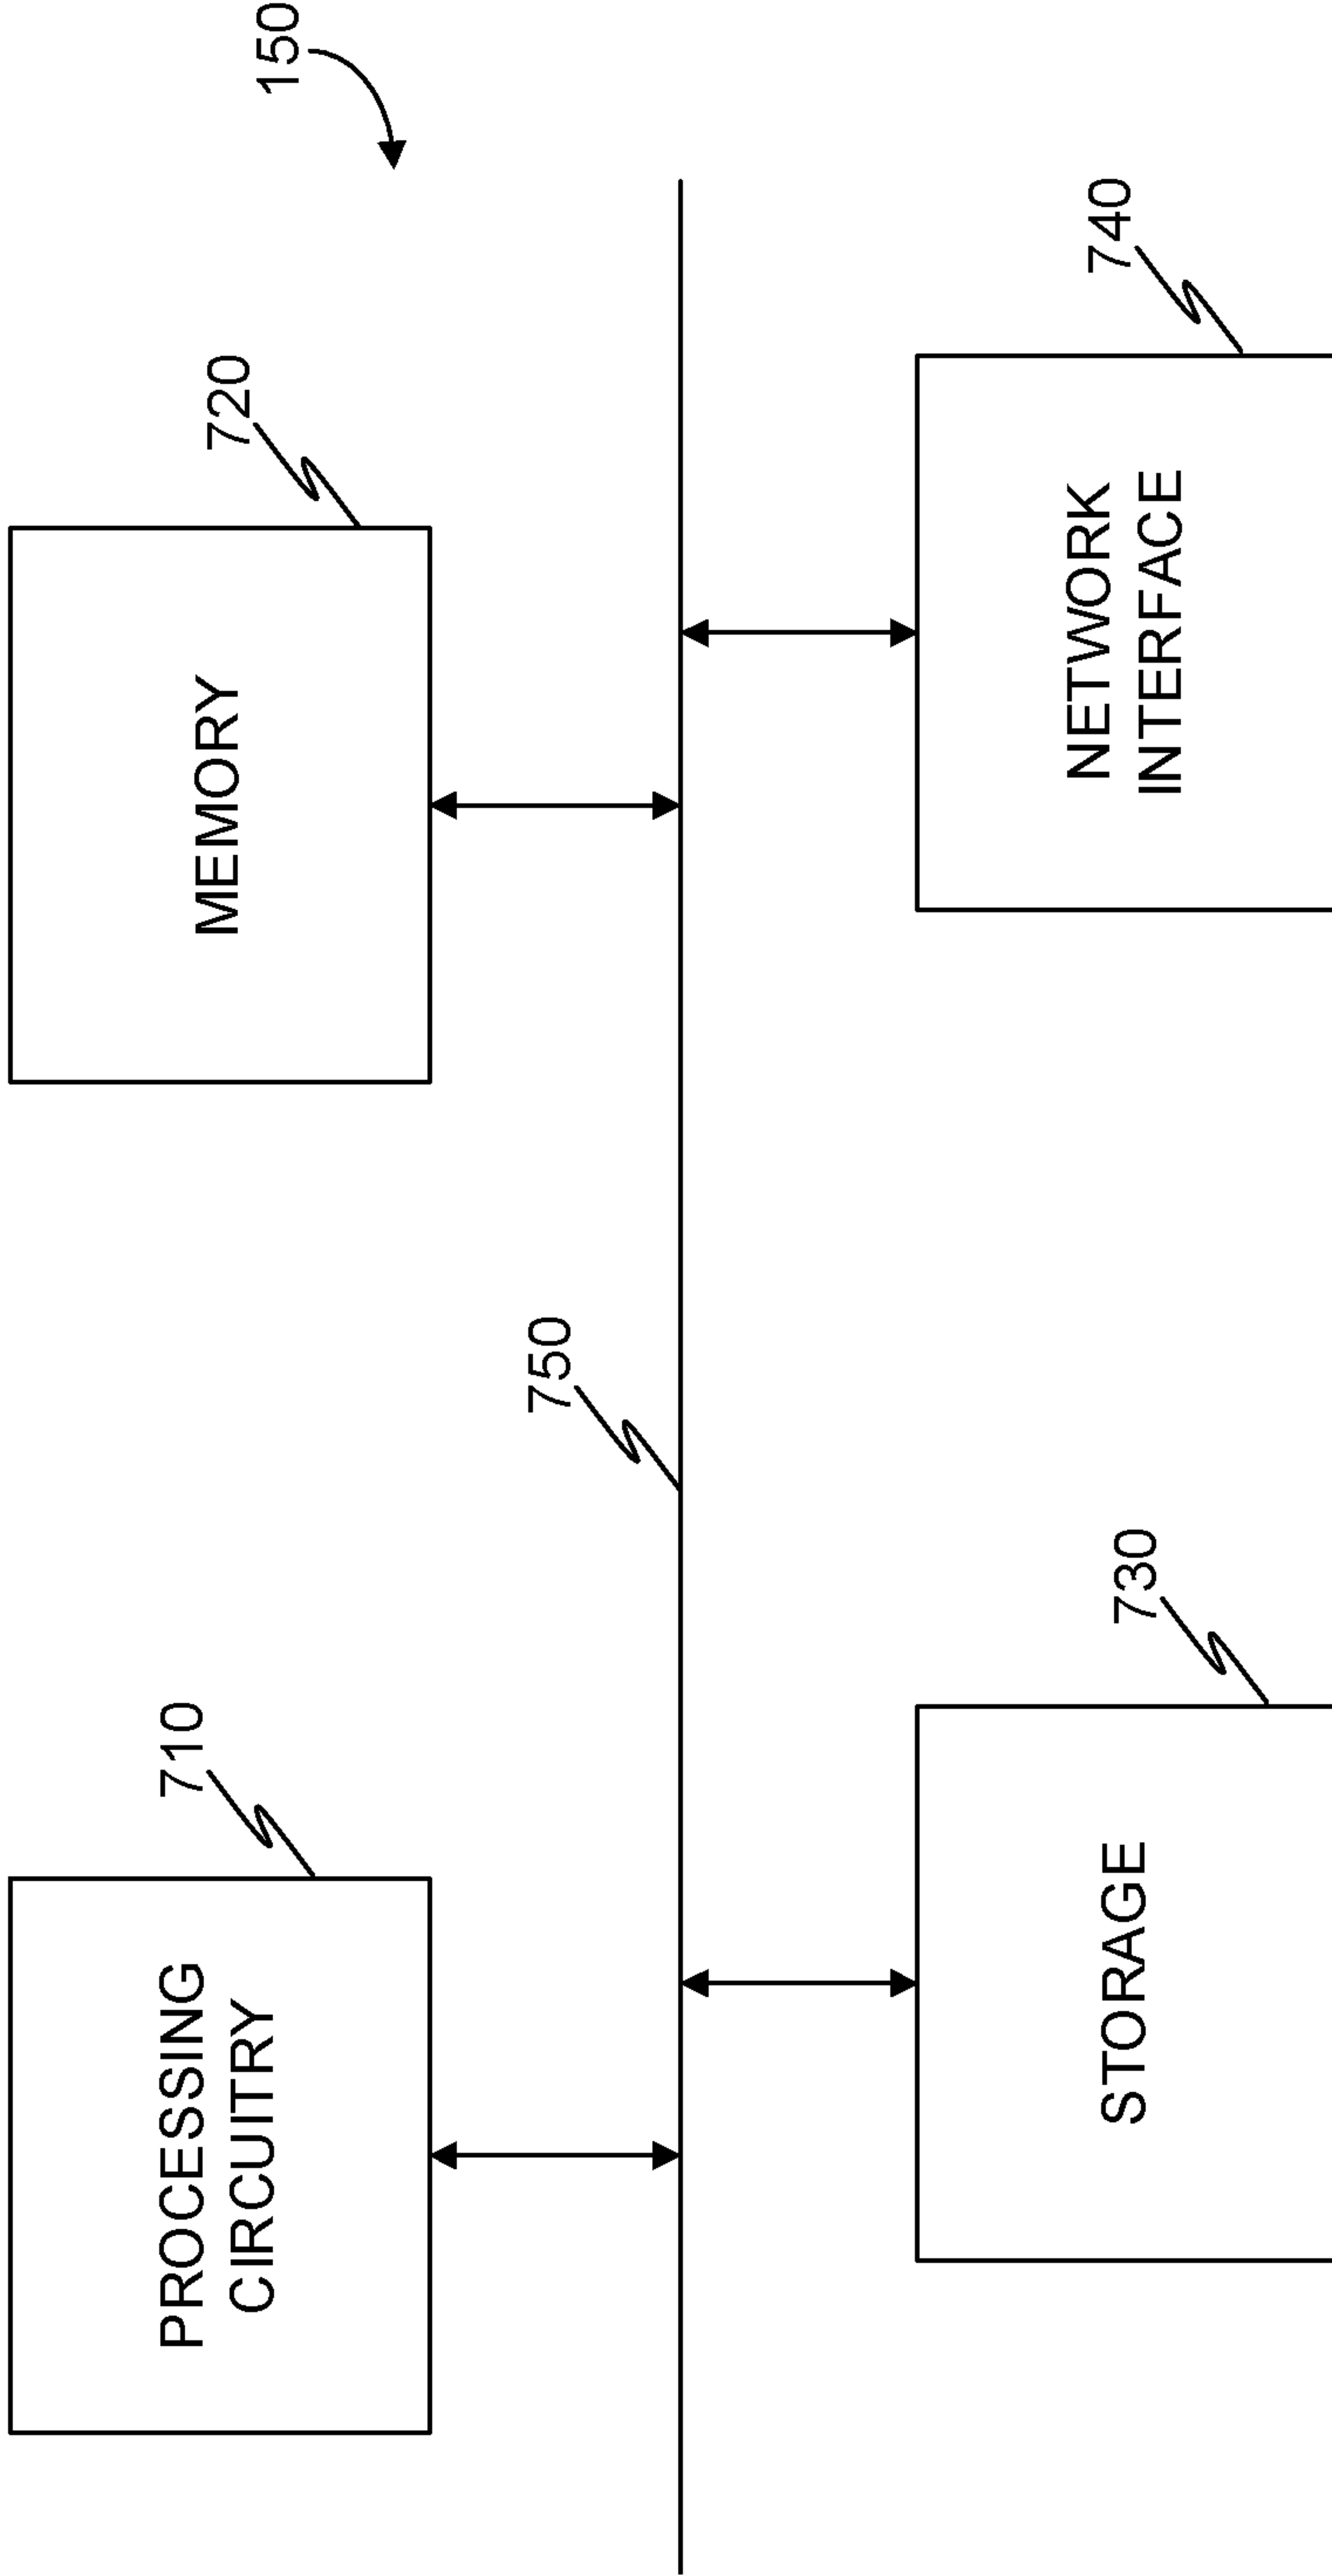 150
710
PROCESSING
CIRCUITRY
720
MEMORY
750
730
STORAGE
740
NETWORK
INTERFACE